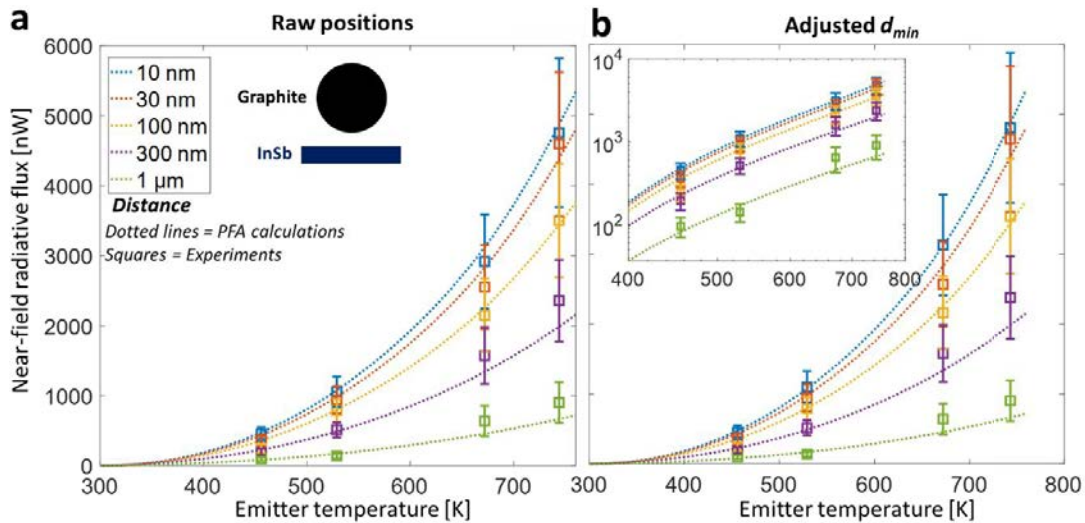 a
Raw positions
b
Adjusted d_min
6000
5000
4000
3000
2000
1000
0
Near-field radiative flux [nW]
10 nm
30 nm
100 nm
300 nm
1 µm
Distance
Dotted lines = PFA calculations
Squares = Experiments
Graphite
InSb
300 400 500 600 700
Emitter temperature [K]
10^4
10^3
10^2
400 500 600 700 800
300 400 500 600 700 800
Emitter temperature [K]